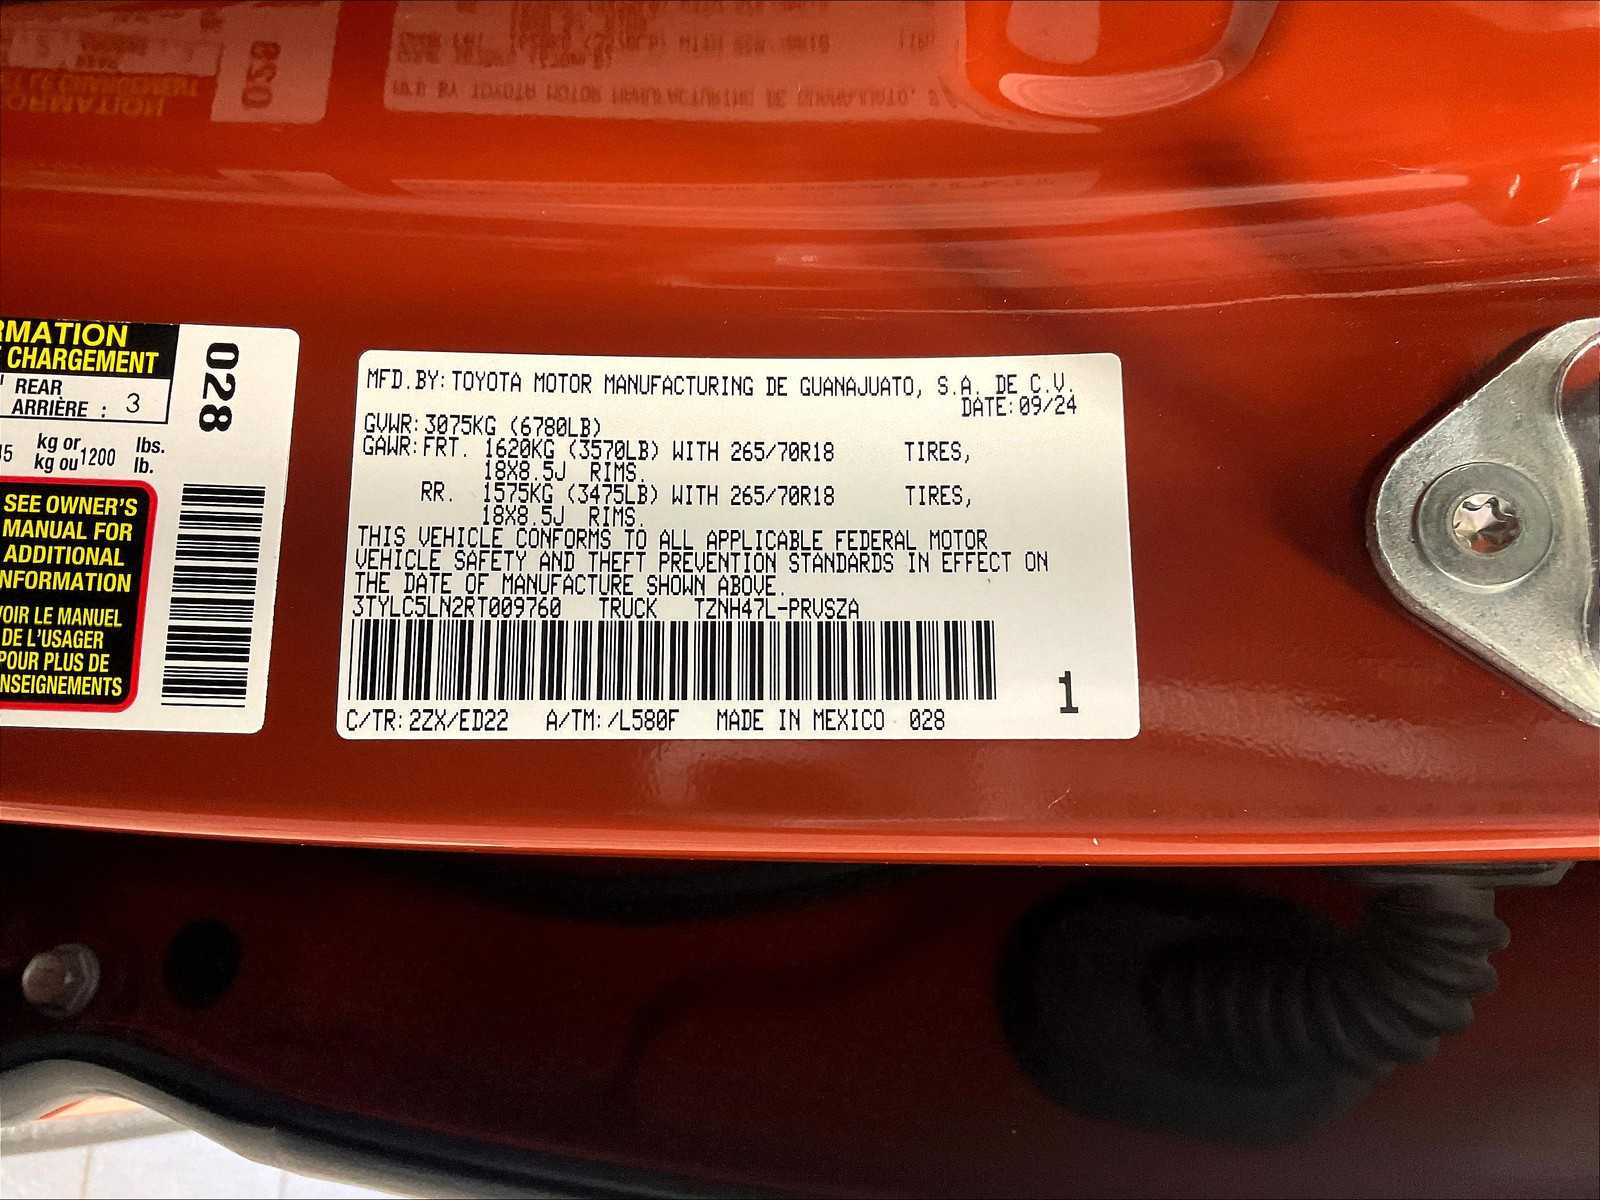 RMATION
CHARGEMENT
REAR
ARRIÈRE : 3
kg or 1200 lbs.
kg ou lb.
SEE OWNER'S
MANUAL FOR
ADDITIONAL
NFORMATION
VOIR LE MANUEL
DE L'USAGER
POUR PLUS DE
NSEIGNEMENTS
028
MFD.BY:TOYOTA MOTOR MANUFACTURING DE GUANAJUATO, S.A. DE C.V.
DATE:09/24
GVWR:3075KG (6780LB)
GAWR:FRT. 1620KG (3570LB) WITH 265/70R18 TIRES,
18X8.5J RIMS.
RR. 1575KG (3475LB) WITH 265/70R18 TIRES,
18X8.5J RIMS.
THIS VEHICLE CONFORMS TO ALL APPLICABLE FEDERAL MOTOR
VEHICLE SAFETY AND THEFT PREVENTION STANDARDS IN EFFECT ON
THE DATE OF MANUFACTURE SHOWN ABOVE.
3TYLC5LN2RT009760 TRUCK TZNH47L-PRVSZA
C/TR:2ZX/ED22 A/TM:/L580F MADE IN MEXICO 028
1